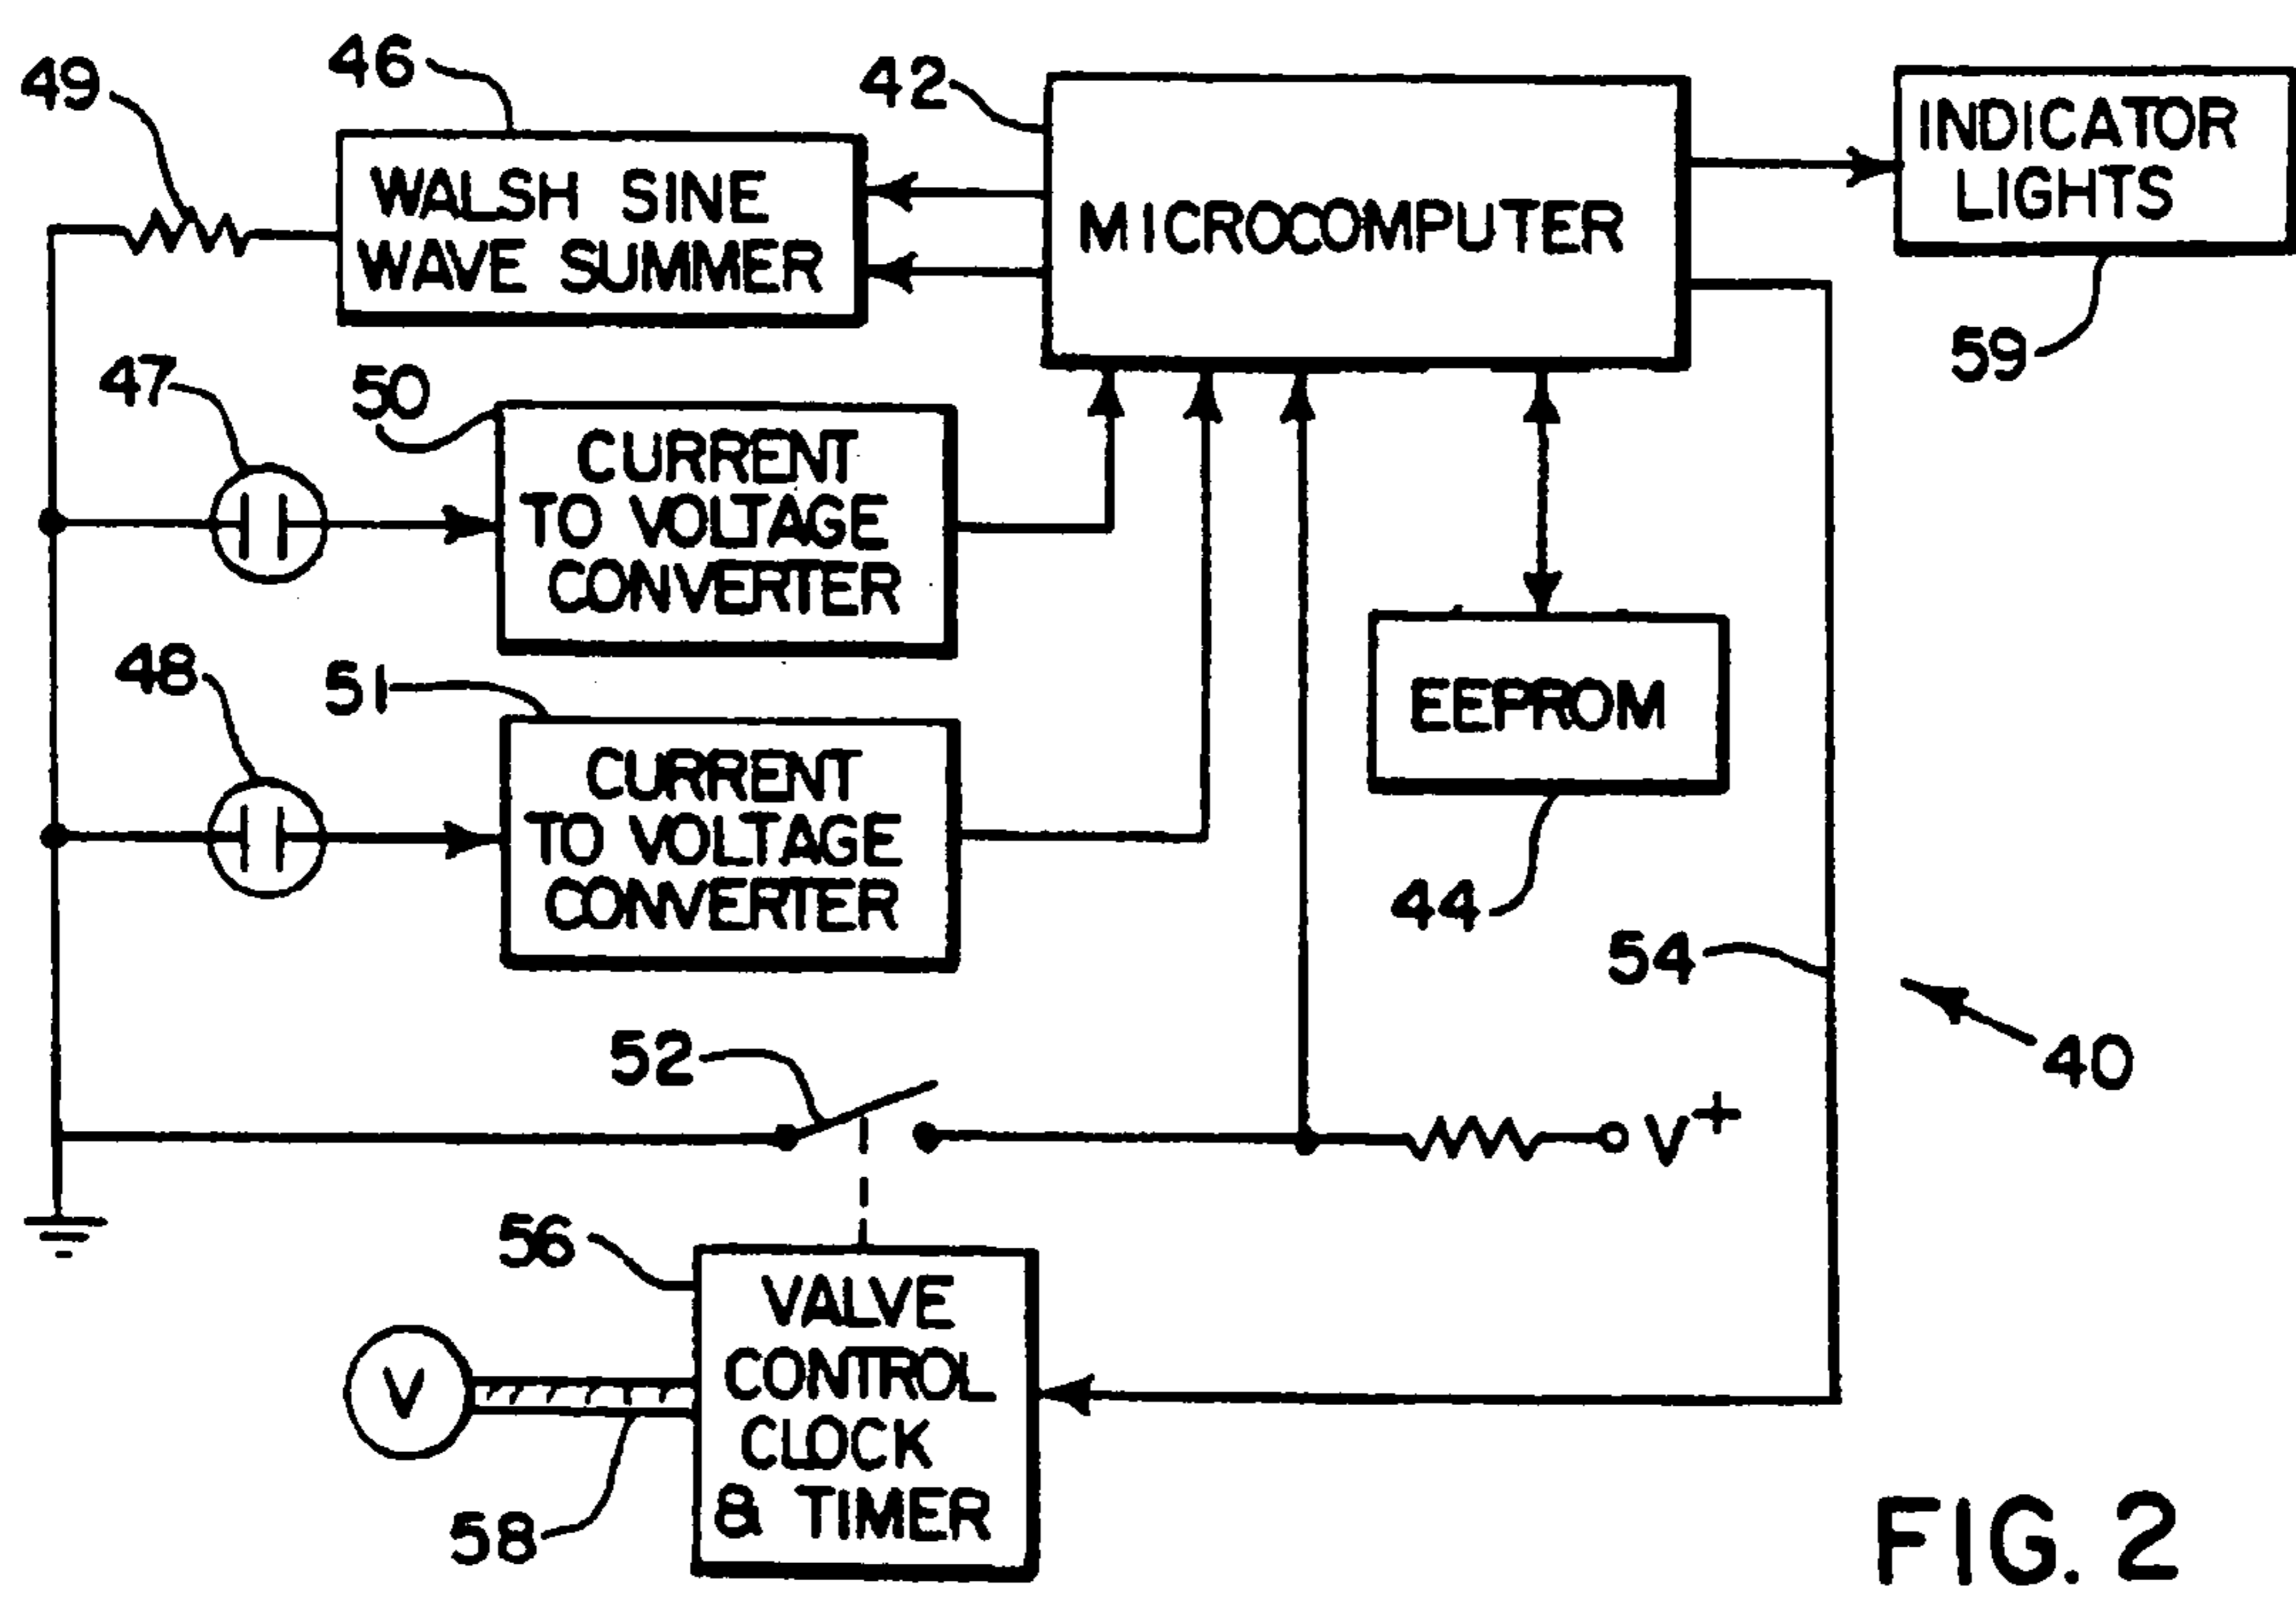 49
46
42
WALSH SINE
WAVE SUMMER
MICROCOMPUTER
INDICATOR
LIGHTS
59
47
50
CURRENT
TO VOLTAGE
CONVERTER
48
51
CURRENT
TO VOLTAGE
CONVERTER
EEPROM
44
54
40
52
V+
56
VALVE
CONTROL
CLOCK
& TIMER
V
58
FIG. 2